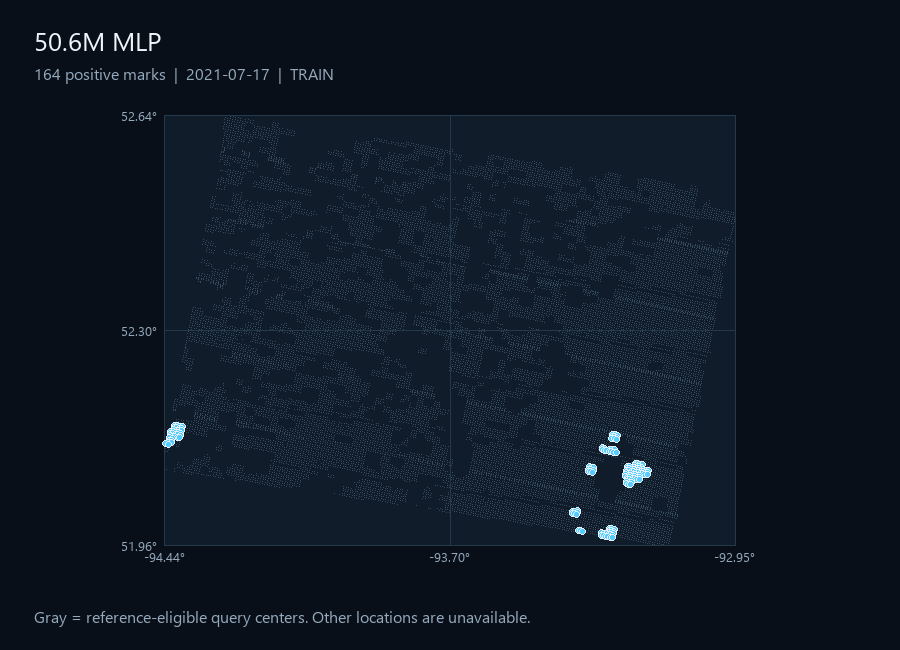 50.6M MLP
164 positive marks | 2021-07-17 | TRAIN
52.64°
52.30°
51.96°
-94.44°
-93.70°
-92.95°
Gray = reference-eligible query centers. Other locations are unavailable.